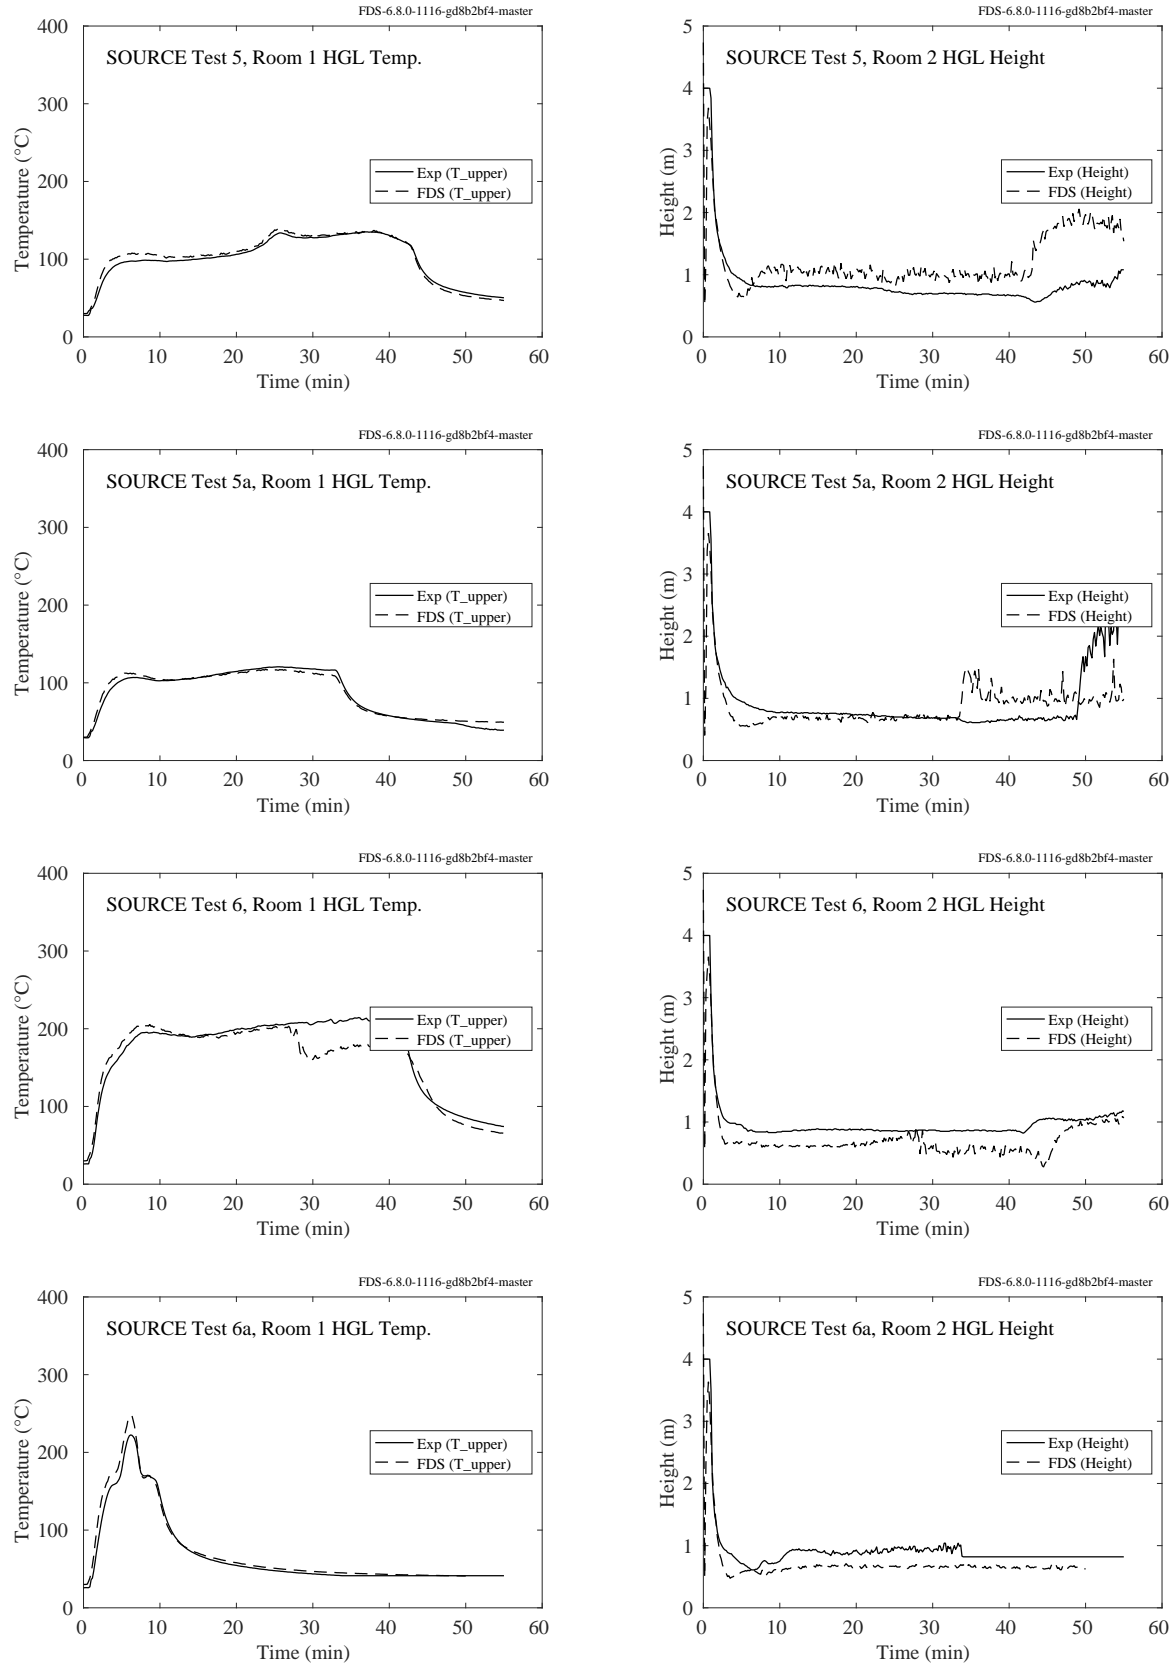 FDS-6.8.0-1116-gd8b2bf4-master
SOURCE Test 5, Room 1 HGL Temp.
Temperature (°C)
400
300
200
100
0
Exp (T_upper)
FDS (T_upper)
0 10 20 30 40 50 60
Time (min)
FDS-6.8.0-1116-gd8b2bf4-master
SOURCE Test 5, Room 2 HGL Height
Height (m)
5
4
3
2
1
0
Exp (Height)
FDS (Height)
0 10 20 30 40 50 60
Time (min)
FDS-6.8.0-1116-gd8b2bf4-master
SOURCE Test 5a, Room 1 HGL Temp.
Temperature (°C)
400
300
200
100
0
Exp (T_upper)
FDS (T_upper)
0 10 20 30 40 50 60
Time (min)
FDS-6.8.0-1116-gd8b2bf4-master
SOURCE Test 5a, Room 2 HGL Height
Height (m)
5
4
3
2
1
0
Exp (Height)
FDS (Height)
0 10 20 30 40 50 60
Time (min)
FDS-6.8.0-1116-gd8b2bf4-master
SOURCE Test 6, Room 1 HGL Temp.
Temperature (°C)
400
300
200
100
0
Exp (T_upper)
FDS (T_upper)
0 10 20 30 40 50 60
Time (min)
FDS-6.8.0-1116-gd8b2bf4-master
SOURCE Test 6, Room 2 HGL Height
Height (m)
5
4
3
2
1
0
Exp (Height)
FDS (Height)
0 10 20 30 40 50 60
Time (min)
FDS-6.8.0-1116-gd8b2bf4-master
SOURCE Test 6a, Room 1 HGL Temp.
Temperature (°C)
400
300
200
100
0
Exp (T_upper)
FDS (T_upper)
0 10 20 30 40 50 60
Time (min)
FDS-6.8.0-1116-gd8b2bf4-master
SOURCE Test 6a, Room 2 HGL Height
Height (m)
5
4
3
2
1
0
Exp (Height)
FDS (Height)
0 10 20 30 40 50 60
Time (min)